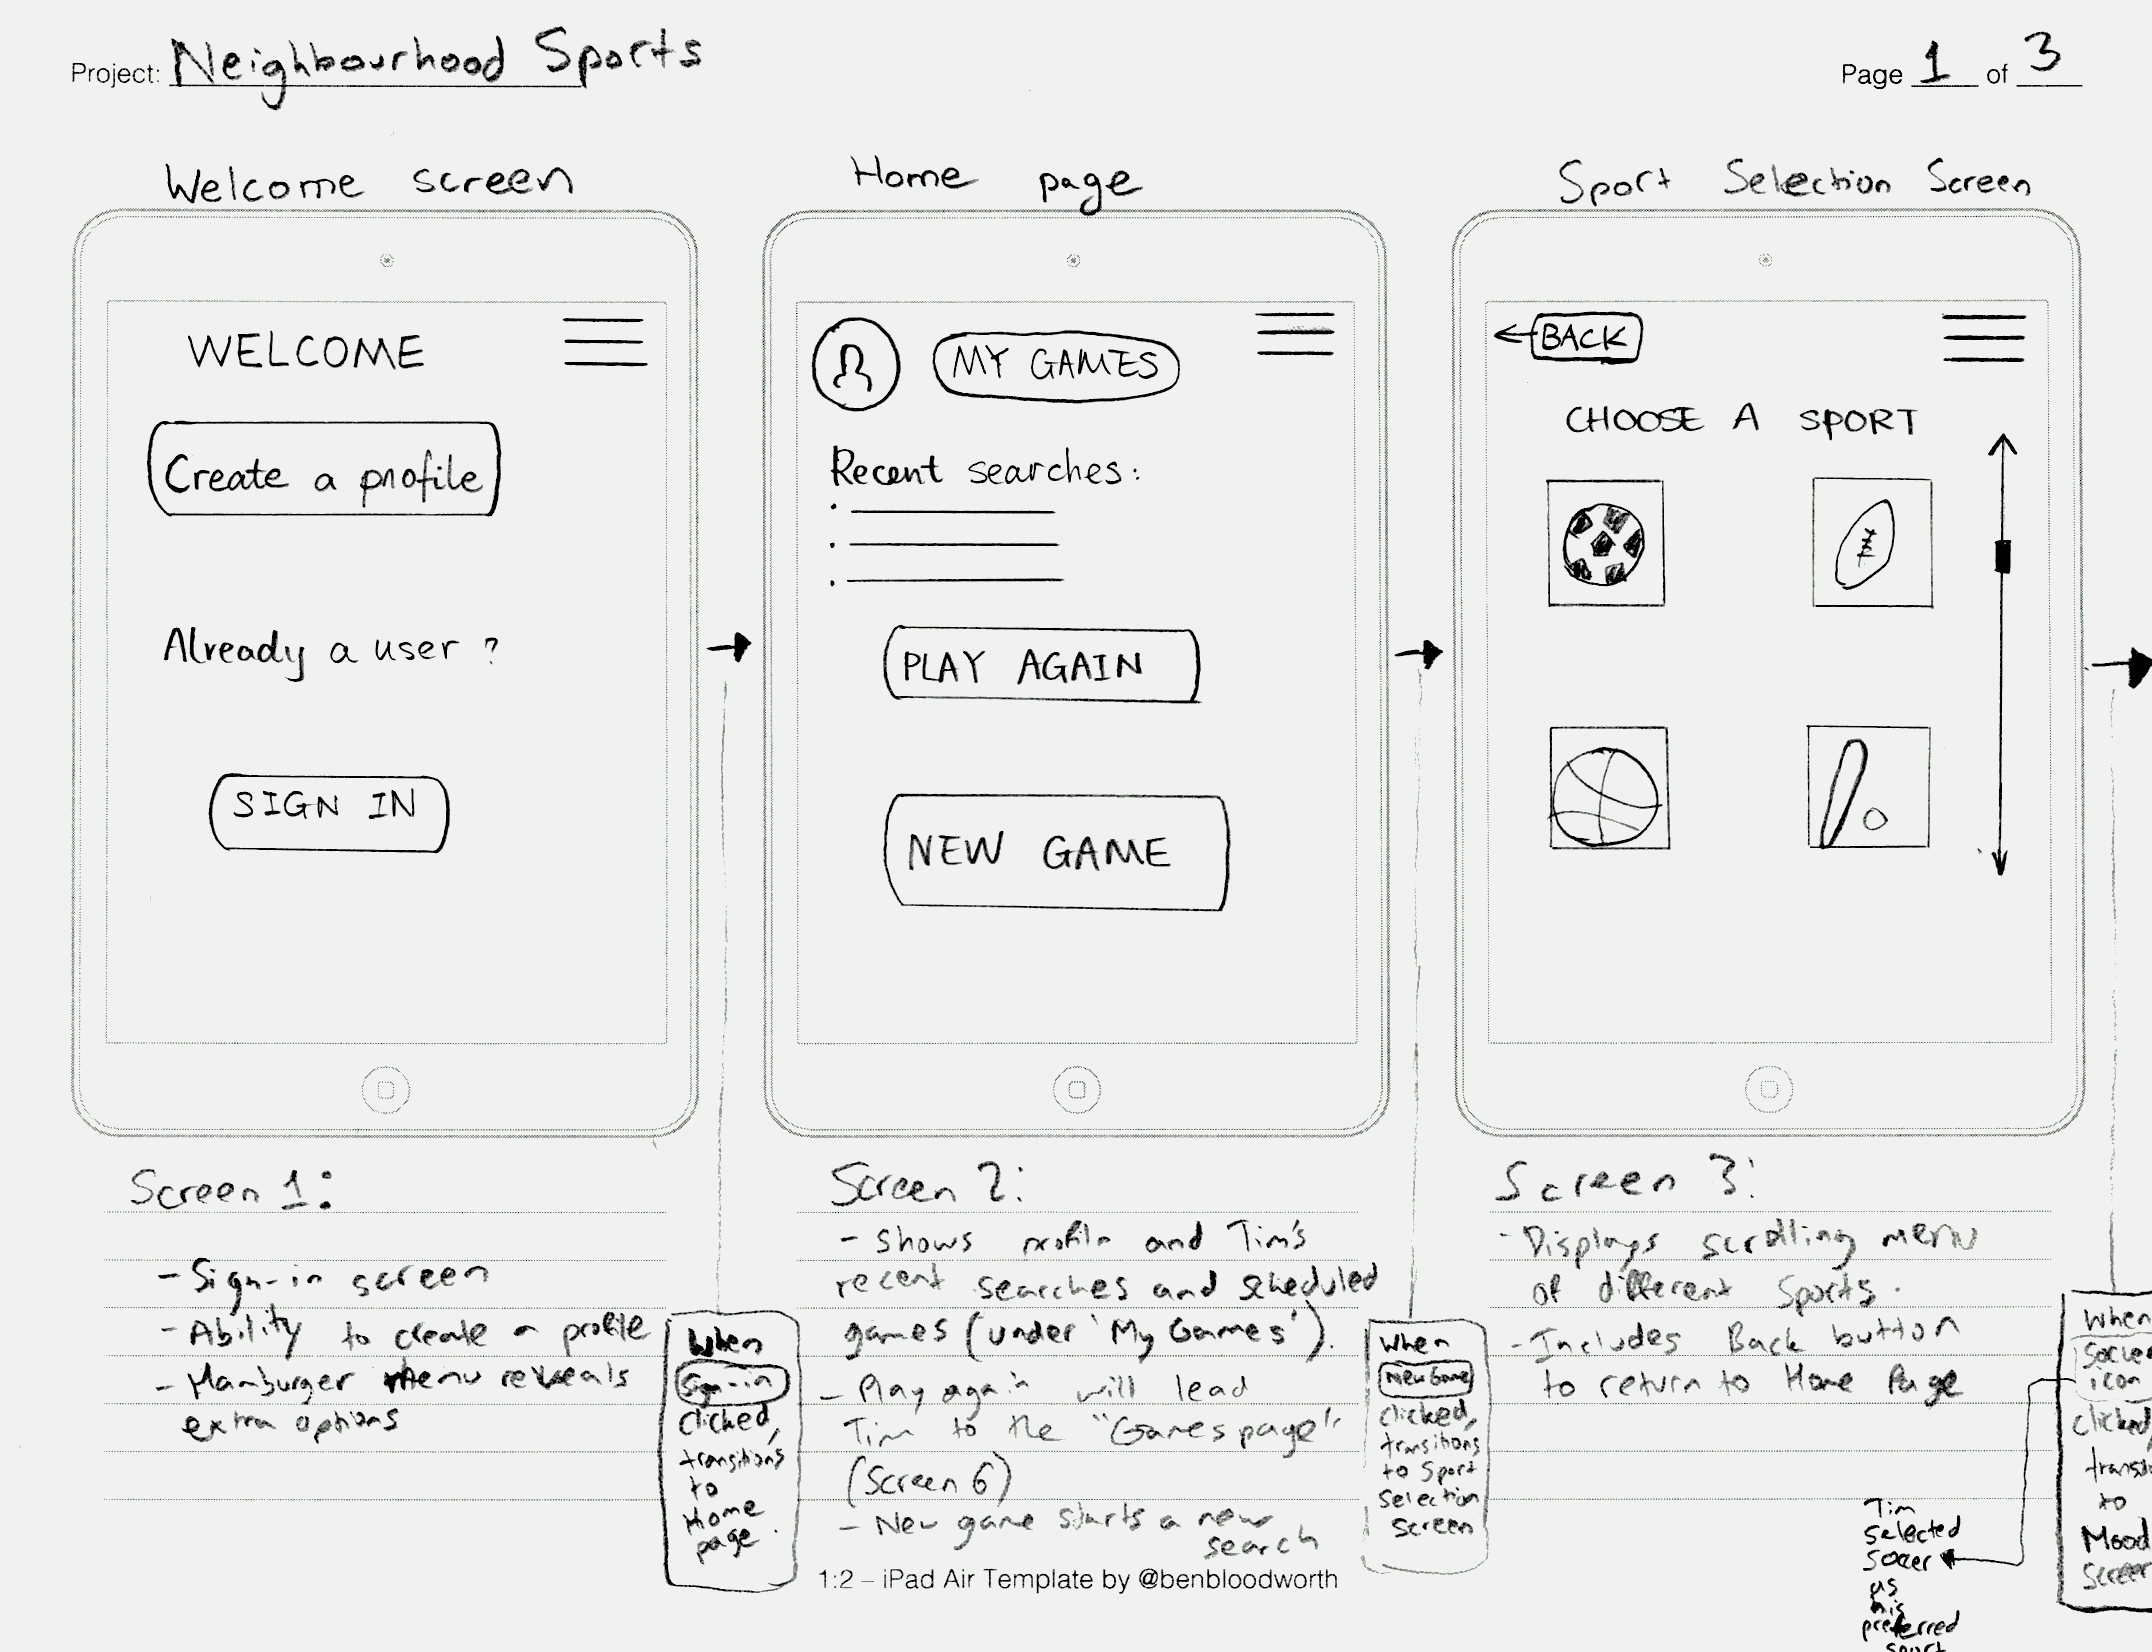 Project: Neighbourhood Sports
Page 1 of 3
Welcome screen
WELCOME
Create a profile
Already a user ?
SIGN IN
Screen 1:
- Sign-in screen
- Ability to create a profile
- Hamburger Menu reveals
extra options
When
Sign-in
clicked,
transitions
to
Home
page.
Home page
MY GAMES
Recent searches:
PLAY AGAIN
NEW GAME
Screen 2:
- Shows profile and Tim's
recent searches and scheduled
games (under 'My Games').
- Play again will lead
Tim to the "Games page"
(Screen 6)
- New game starts a new
search
When
New Game
clicked,
transitions
to Sport
Selection
Screen
Sport Selection Screen
BACK
CHOOSE A SPORT
Screen 3:
- Displays scrolling menu
of different Sports.
- Includes Back button
to return to Home Page
When
Soccer
icon
clicked,
trans
to
Mood
Screen
Tim
selected
soccer
as
his
preferred
sport
1:2 – iPad Air Template by @benbloodworth